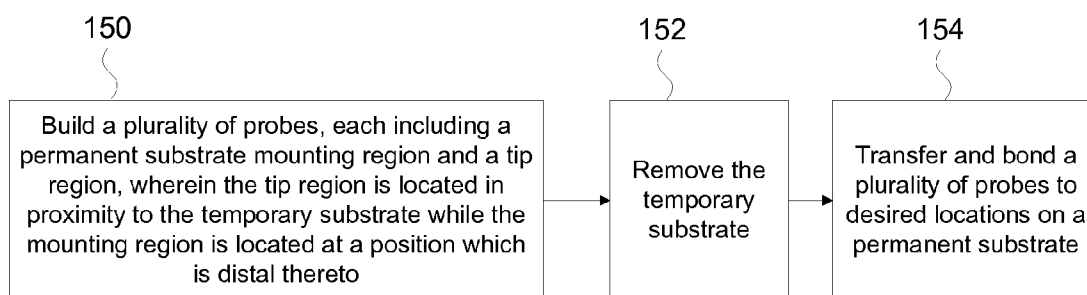 150
152
154
Build a plurality of probes, each including a
permanent substrate mounting region and a tip
region, wherein the tip region is located in
proximity to the temporary substrate while the
mounting region is located at a position which
is distal thereto
Remove the
temporary
substrate
Transfer and bond a
plurality of probes to
desired locations on a
permanent substrate